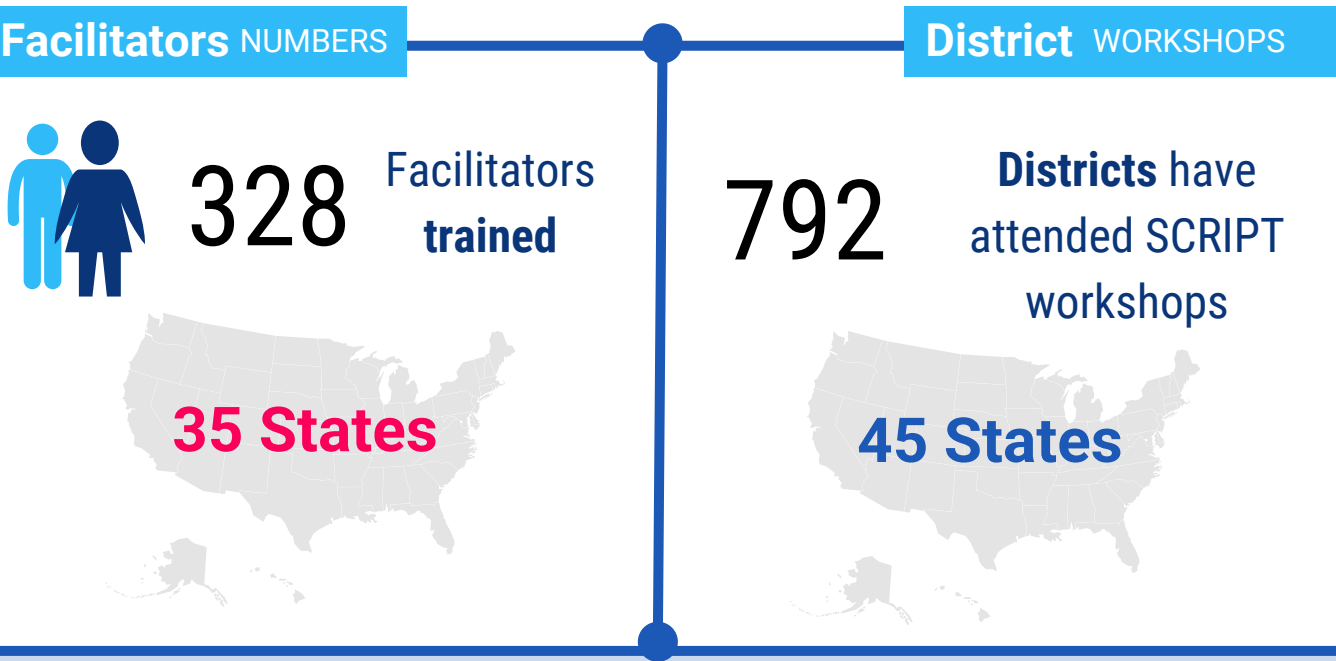 Facilitators NUMBERS
328
Facilitators
trained
35 States
District WORKSHOPS
792
Districts have
attended SCRIPT
workshops
45 States